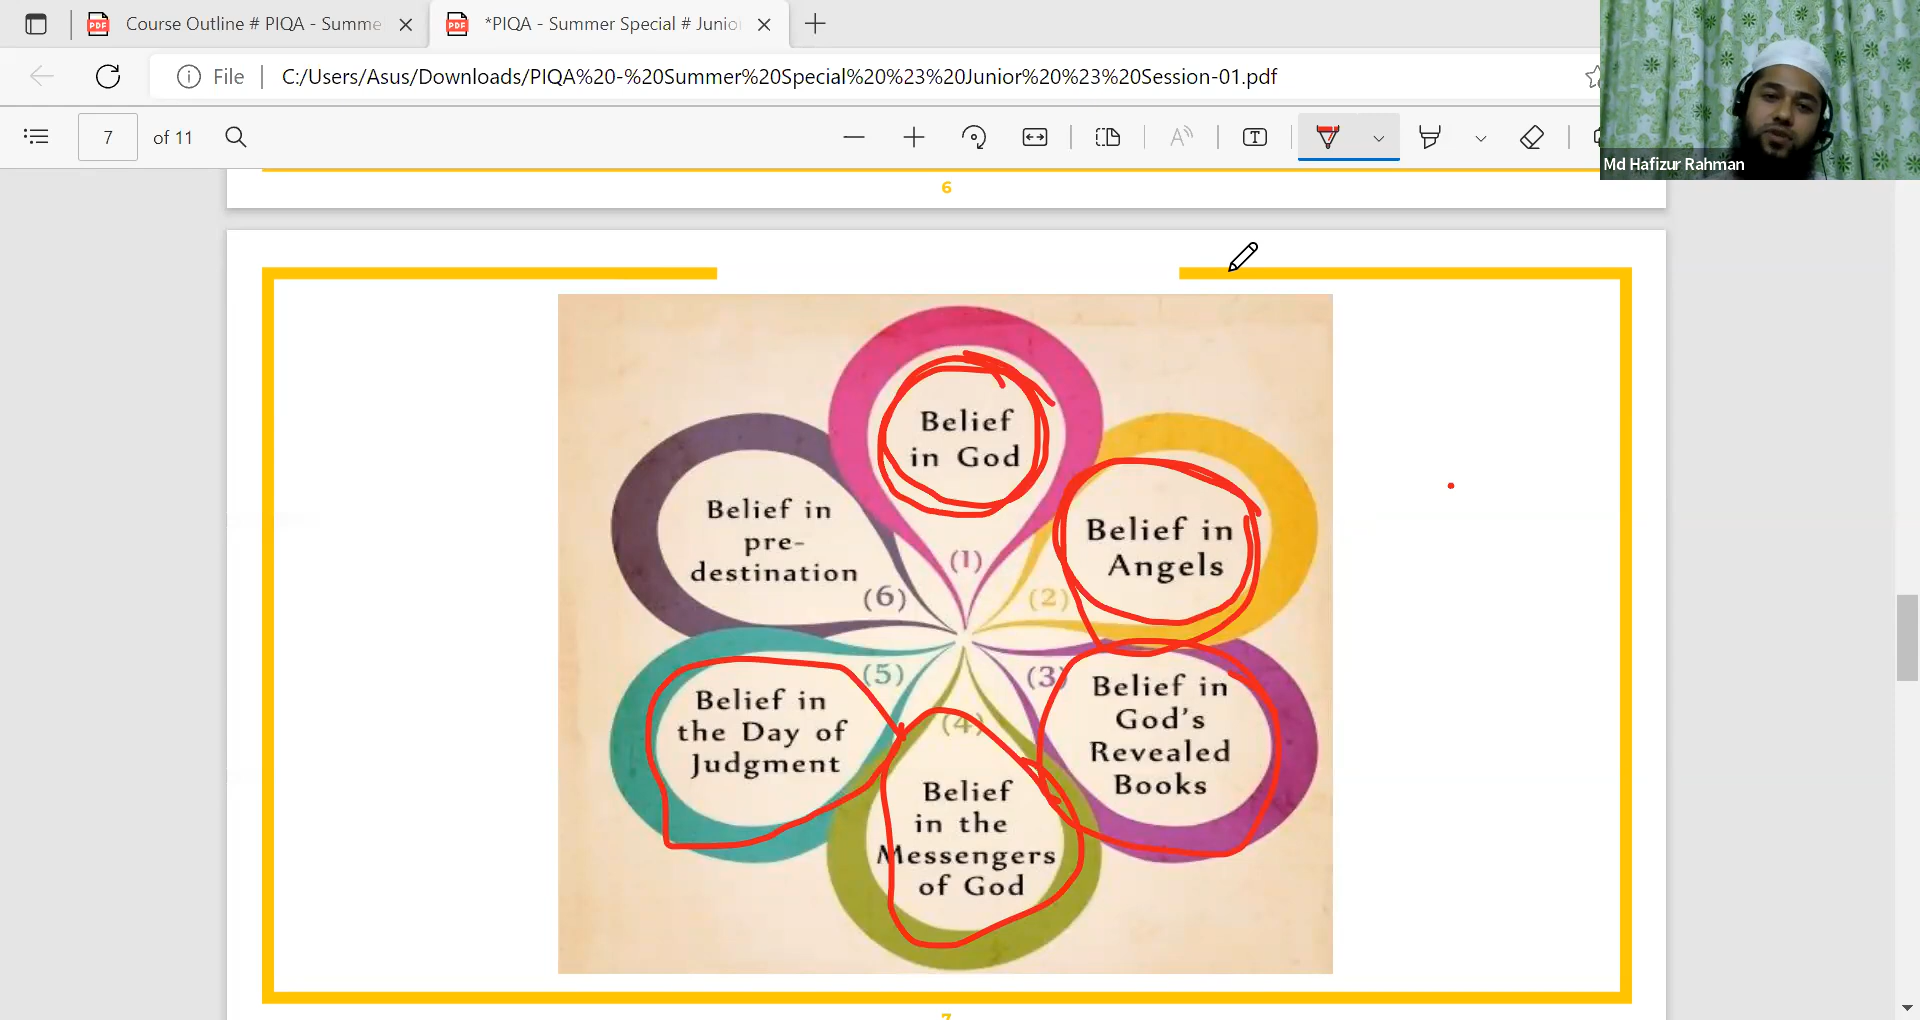 Course Outline # PIQA - Summe
*PIQA - Summer Special # Junio
File
C:/Users/Asus/Downloads/PIQA%20-%20Summer%20Special%20%23%20Junior%20%23%20Session-01.pdf
7 of 11
Md Hafizur Rahman
6
Belief
in God
(1)
Belief in
Angels
(2)
Belief in
God's
Revealed
Books
(3)
Belief
in the
Messengers
of God
(4)
Belief in
the Day of
Judgment
(5)
Belief in
pre-
destination
(6)
7